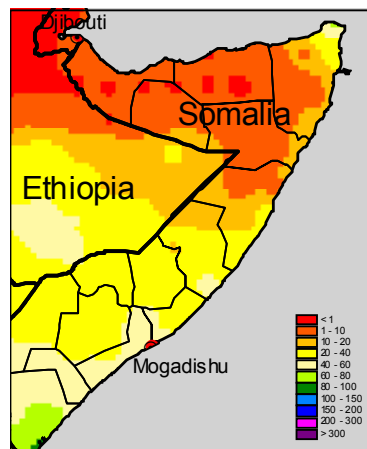 Djibouti
Somalia
Ethiopia
Mogadishu
< 1
1 - 10
10 - 20
20 - 40
40 - 60
60 - 80
80 - 100
100 - 150
150 - 200
200 - 300
> 300